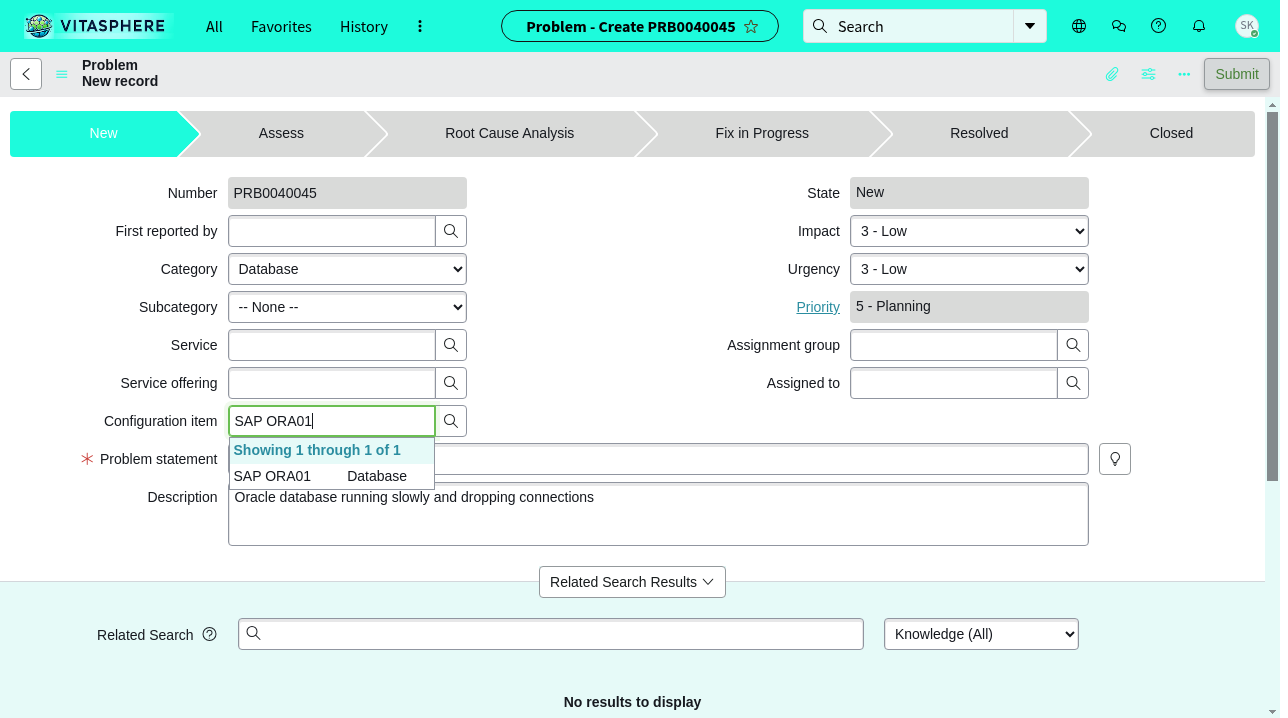 VITASPHERE
All
Favorites
History
Problem - Create PRB0040045
Search
SK
Problem
New record
Submit
New
Assess
Root Cause Analysis
Fix in Progress
Resolved
Closed
Number
PRB0040045
State
New
First reported by
Impact
3 - Low
Category
Database
Urgency
3 - Low
Subcategory
-- None --
Priority
5 - Planning
Service
Assignment group
Service offering
Assigned to
Configuration item
SAP ORA01
Showing 1 through 1 of 1
SAP ORA01 Database
Problem statement
Description
Oracle database running slowly and dropping connections
Related Search Results
Related Search
Knowledge (All)
No results to display